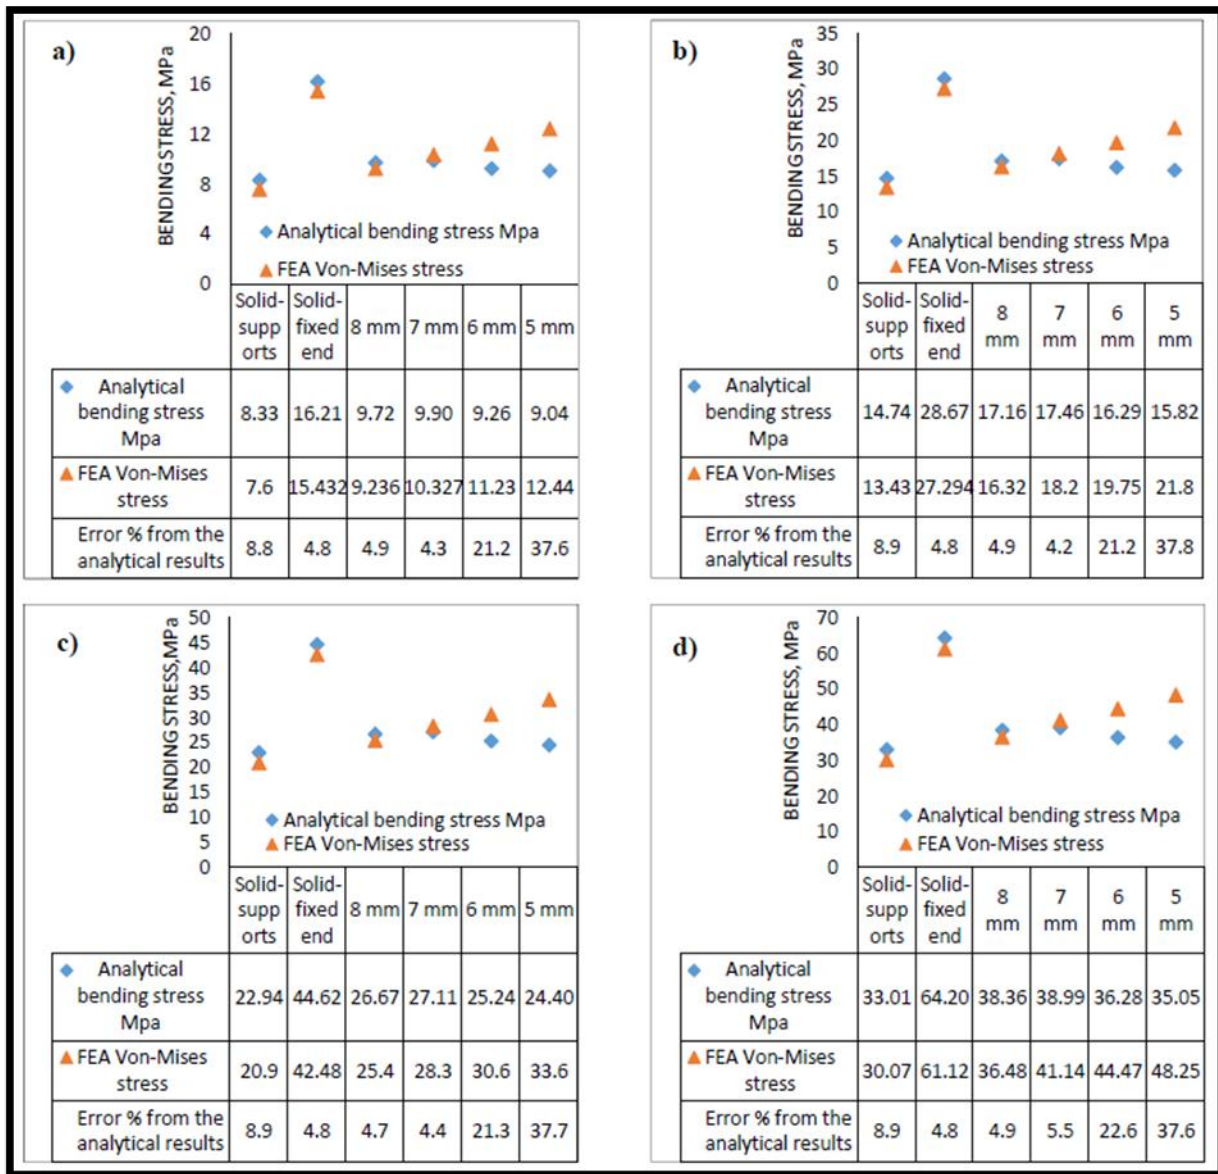 a)
BENDING STRESS, MPa
20
16
12
8
4
0
Analytical bending stress Mpa
FEA Von-Mises stress
Solid-
supp
orts
Solid-
fixed
end
8 mm
7 mm
6 mm
5 mm
Analytical
bending stress
Mpa
8.33 16.21 9.72 9.90 9.26 9.04
FEA Von-Mises
stress
7.6 15.432 9.236 10.327 11.23 12.44
Error % from the
analytical results
8.8 4.8 4.9 4.3 21.2 37.6
b)
BENDING STRESS, MPa
35
30
25
20
15
10
5
0
Analytical bending stress Mpa
FEA Von-Mises stress
Solid-
supp
orts
Solid-
fixed
end
8
mm
7
mm
6
mm
5
mm
Analytical
bending stress
Mpa
14.74 28.67 17.16 17.46 16.29 15.82
FEA Von-Mises
stress
13.43 27.294 16.32 18.2 19.75 21.8
Error % from the
analytical results
8.9 4.8 4.9 4.2 21.2 37.8
c)
BENDING STRESS,MPa
50
45
40
35
30
25
20
15
10
5
0
Analytical bending stress Mpa
FEA Von-Mises stress
Solid-
supp
orts
Solid-
fixed
end
8 mm
7 mm
6 mm
5 mm
Analytical
bending stress
Mpa
22.94 44.62 26.67 27.11 25.24 24.40
FEA Von-Mises
stress
20.9 42.48 25.4 28.3 30.6 33.6
Error % from the
analytical results
8.9 4.8 4.7 4.4 21.3 37.7
d)
BENDING STRESS, MPa
70
60
50
40
30
20
10
0
Analytical bending stress Mpa
FEA Von-Mises stress
Solid-
supp
orts
Solid-
fixed
end
8
mm
7
mm
6
mm
5
mm
Analytical
bending stress
Mpa
33.01 64.20 38.36 38.99 36.28 35.05
FEA Von-Mises
stress
30.07 61.12 36.48 41.14 44.47 48.25
Error % from the
analytical results
8.9 4.8 4.9 5.5 22.6 37.6